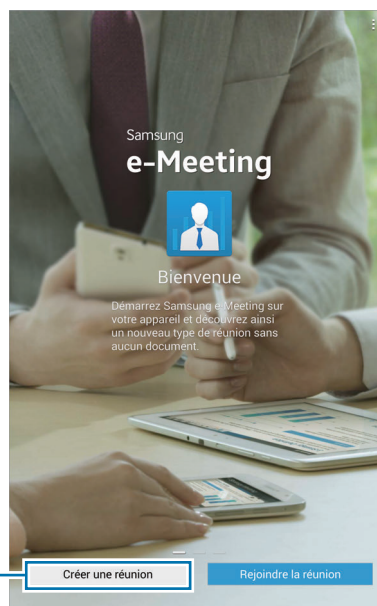 Samsung
e-Meeting
Bienvenue
Démarrez Samsung e-Meeting sur
votre appareil et découvrez ainsi
un nouveau type de réunion sans
aucun document.
Créer une réunion
Rejoindre la réunion